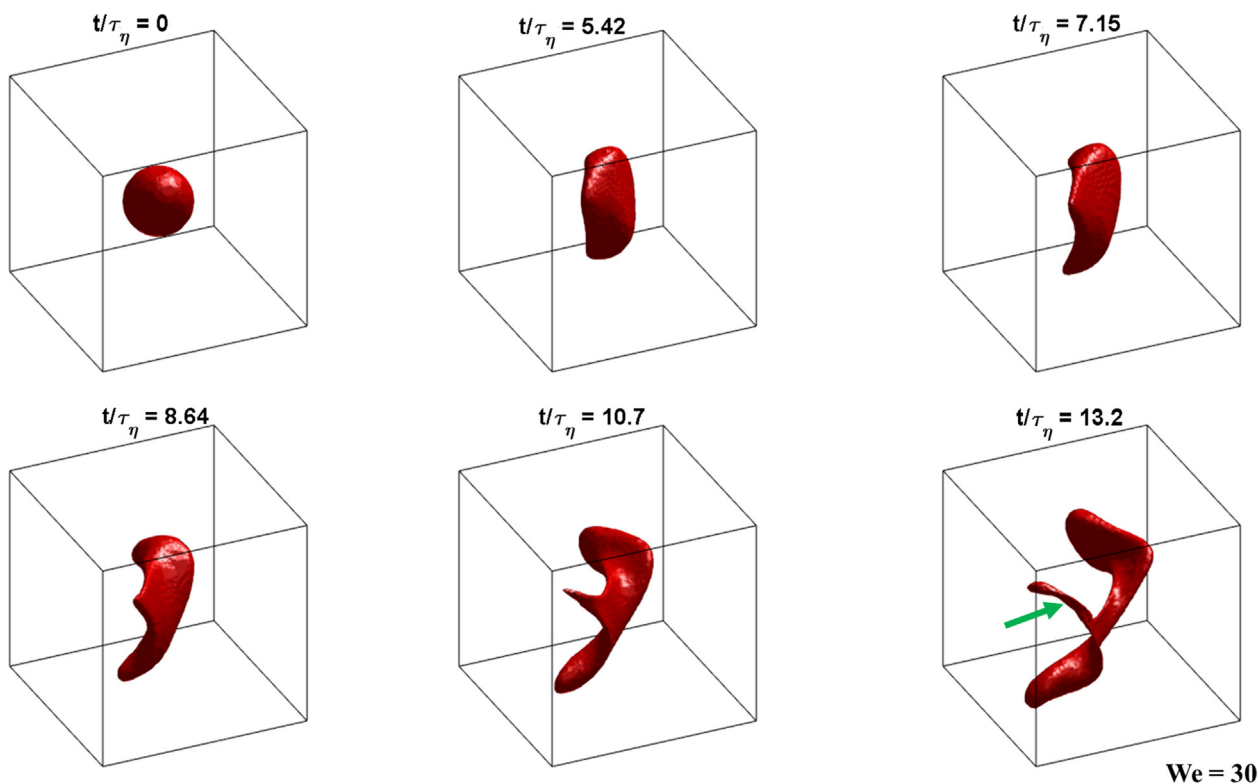 t/τη = 0
t/τη = 5.42
t/τη = 7.15
t/τη = 8.64
t/τη = 10.7
t/τη = 13.2
We = 30